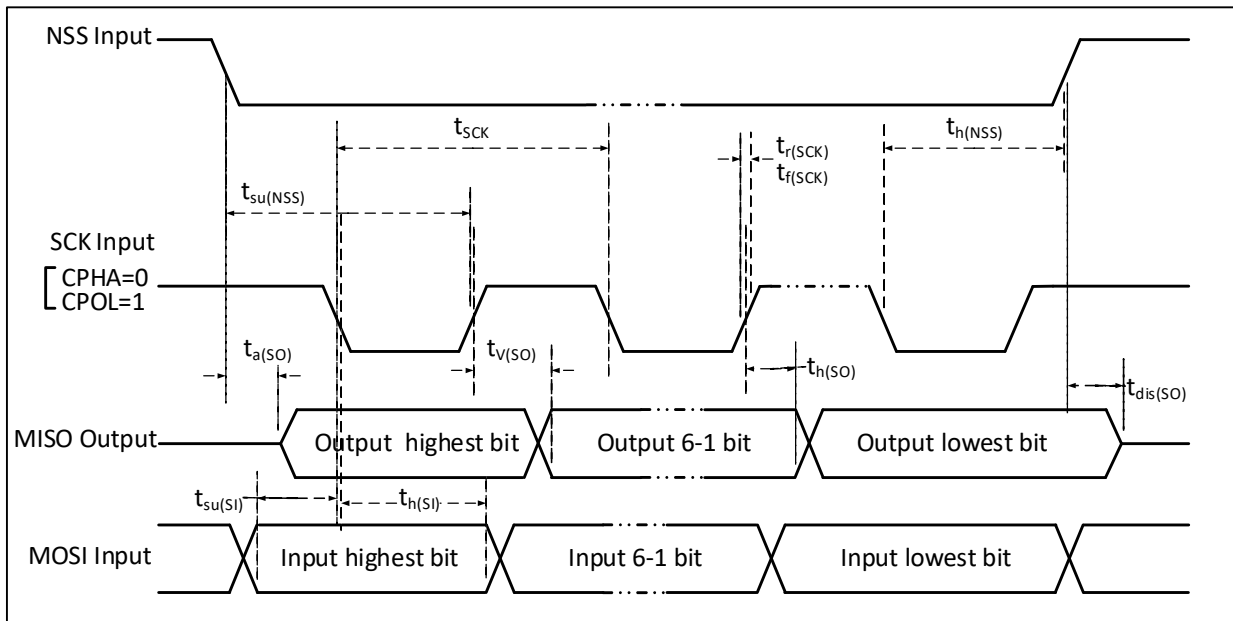 NSS Input
tSCK
th(NSS)
tr(SCK)
tf(SCK)
tsu(NSS)
SCK Input
CPHA=0
CPOL=1
ta(SO)
tV(SO)
th(SO)
tdis(SO)
MISO Output
Output highest bit
Output 6-1 bit
Output lowest bit
tsu(SI)
th(SI)
MOSI Input
Input highest bit
Input 6-1 bit
Input lowest bit